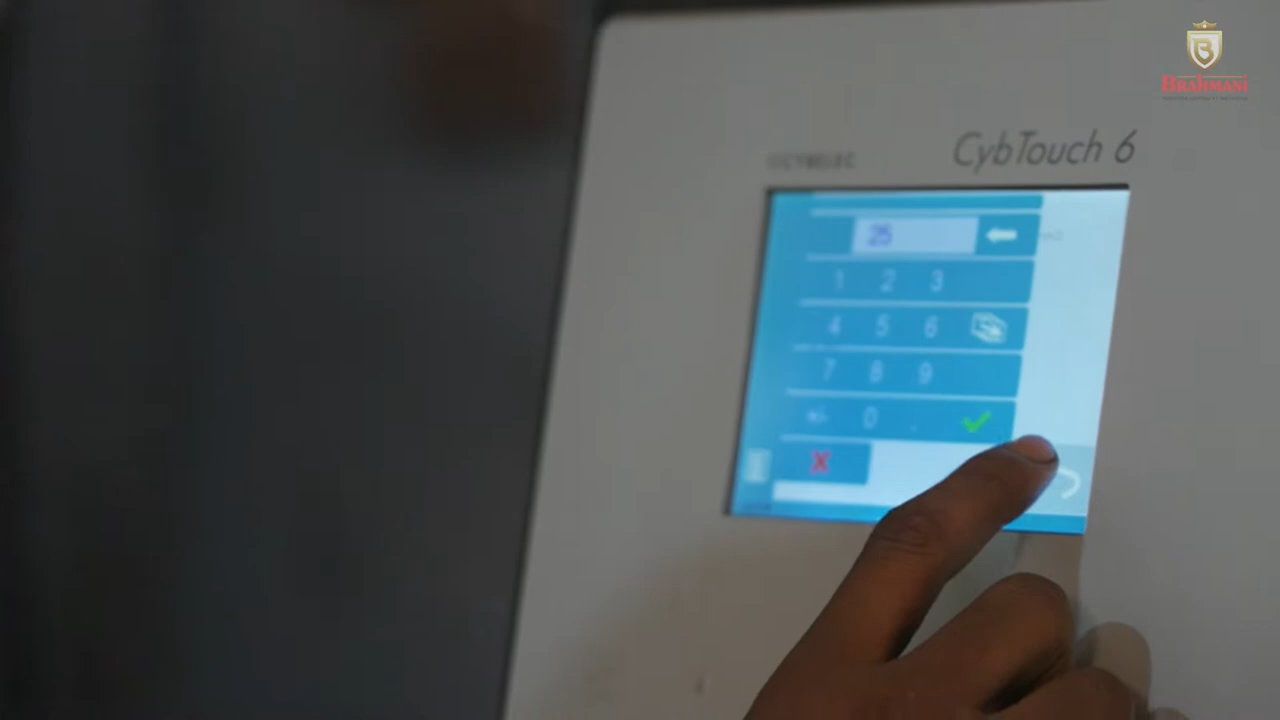 B
BRAHMANI
CybTouch 6
25
1 2 3
4 5 6
7 8 9
+/- 0 .
X